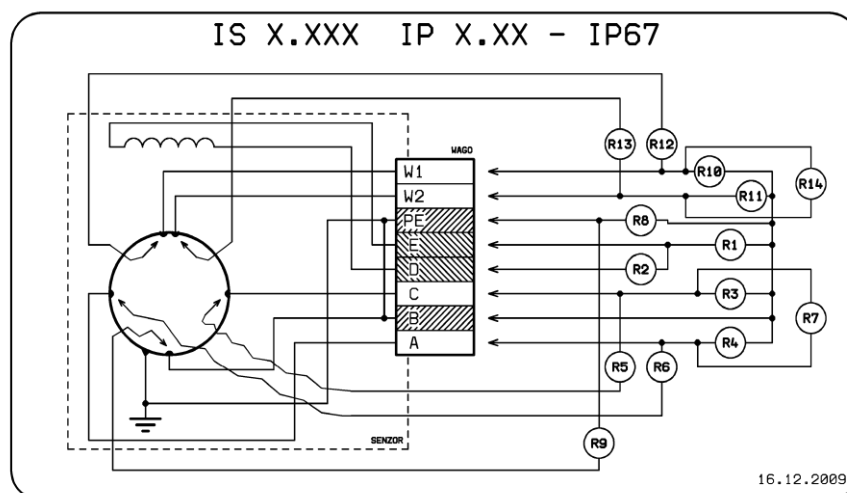 IS X.XXX IP X.XX - IP67
WAGO
R13 R12
W1 R10
R14
W2 R11
PE R8
E R1
D R2
C R3
B R7
A R4
R5 R6
SENZOR
R9
16.12.2009